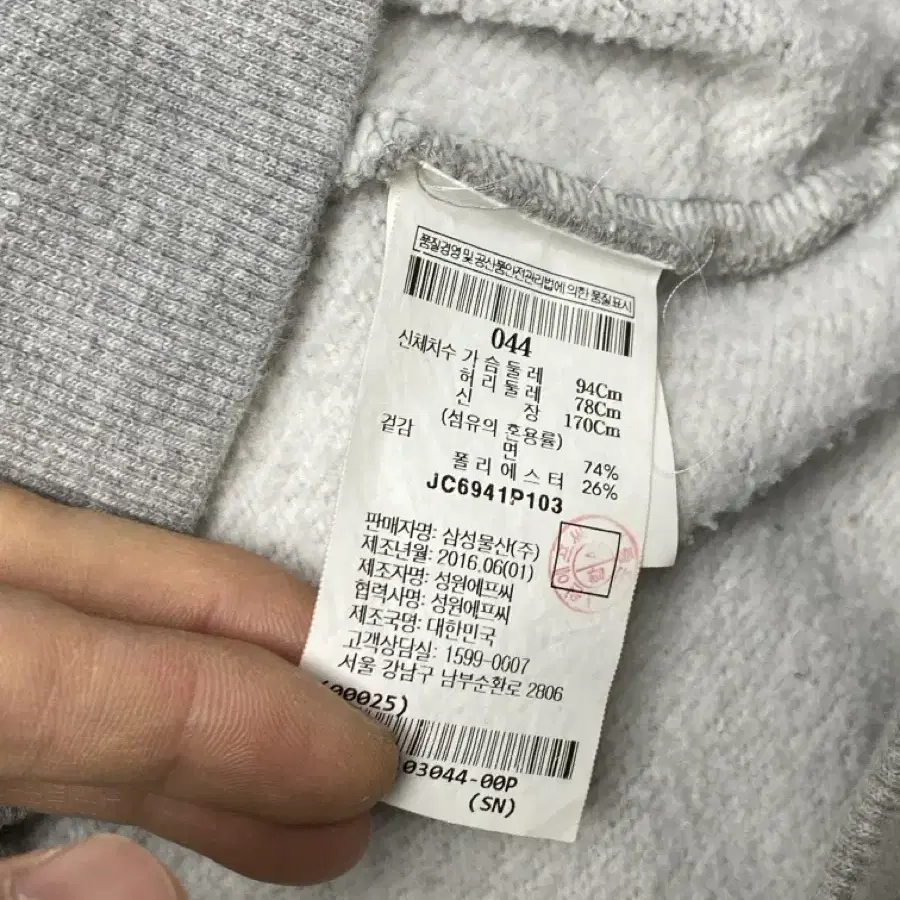 품질경영 및 공산품안전관리법에 의한 품질표시
044
신체치수 가슴둘레 94Cm
허리둘레 78Cm
신 장 170Cm
(섬유의 혼용률)
겉감 면 74%
폴리에스터 26%
JC6941P103
판매자명: 삼성물산(주)
제조년월: 2016.06(01)
제조자명: 성원에프씨
협력사명: 성원에프씨
제조국명: 대한민국
고객상담실: 1599-0007
서울 강남구 남부순환로 2806
(00025)
03044-00P
(SN)